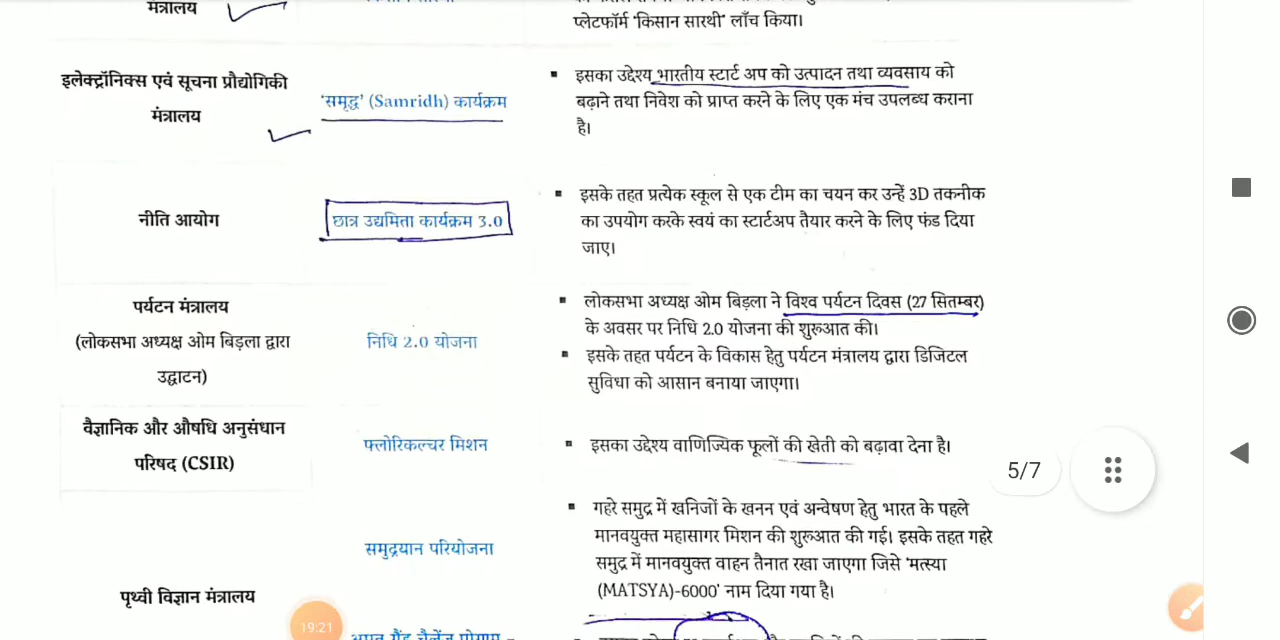 मंत्रालय
प्लेटफॉर्म 'किसान सारथी' लाँच किया।
इलेक्ट्रॉनिक्स एवं सूचना प्रौद्योगिकी
मंत्रालय
'समृद्ध' (Samridh) कार्यक्रम
▪ इसका उद्देश्य भारतीय स्टार्ट अप को उत्पादन तथा व्यवसाय को
बढ़ाने तथा निवेश को प्राप्त करने के लिए एक मंच उपलब्ध कराना
है।
नीति आयोग
छात्र उद्यमिता कार्यक्रम 3.0
▪ इसके तहत प्रत्येक स्कूल से एक टीम का चयन कर उन्हें 3D तकनीक
का उपयोग करके स्वयं का स्टार्टअप तैयार करने के लिए फंड दिया
जाए।
पर्यटन मंत्रालय
(लोकसभा अध्यक्ष ओम बिड़ला द्वारा
उद्घाटन)
निधि 2.0 योजना
▪ लोकसभा अध्यक्ष ओम बिड़ला ने विश्व पर्यटन दिवस (27 सितम्बर)
के अवसर पर निधि 2.0 योजना की शुरूआत की।
▪ इसके तहत पर्यटन के विकास हेतु पर्यटन मंत्रालय द्वारा डिजिटल
सुविधा को आसान बनाया जाएगा।
वैज्ञानिक और औषधि अनुसंधान
परिषद (CSIR)
फ्लोरिकल्चर मिशन
▪ इसका उद्देश्य वाणिज्यिक फूलों की खेती को बढ़ावा देना है।
5/7
पृथ्वी विज्ञान मंत्रालय
समुद्रयान परियोजना
▪ गहरे समुद्र में खनिजों के खनन एवं अन्वेषण हेतु भारत के पहले
मानवयुक्त महासागर मिशन की शुरूआत की गई। इसके तहत गहरे
समुद्र में मानवयुक्त वाहन तैनात रखा जाएगा जिसे 'मत्स्या
(MATSYA)-6000' नाम दिया गया है।
19:21